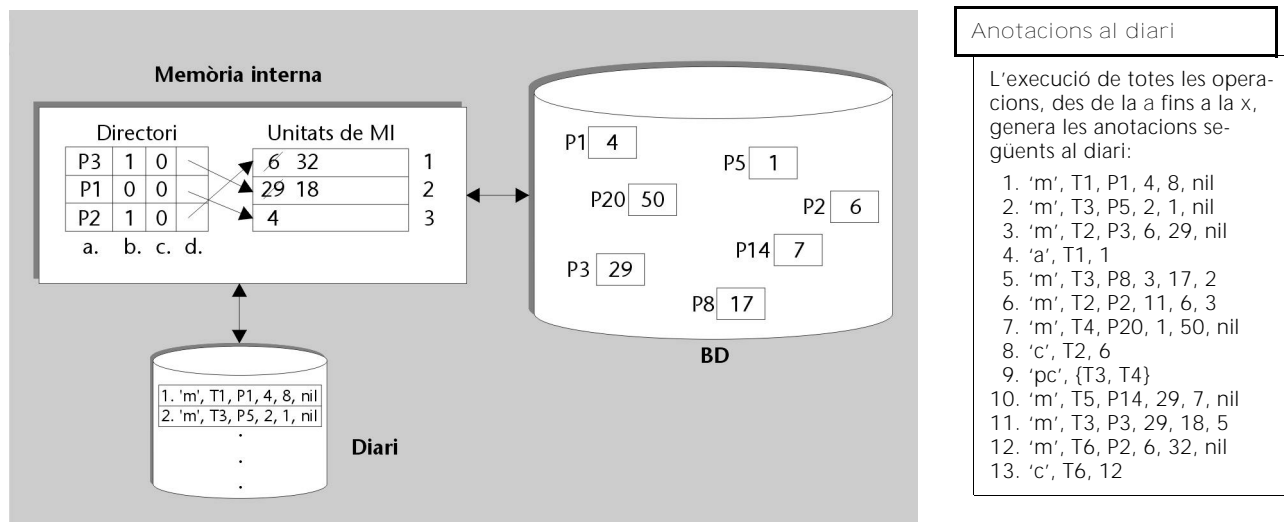 Memòria interna
Directori
Unitats de MI
P3 1 0
P1 0 0
P2 1 0
a. b. c. d.
6 32 1
29 18 2
4 3
P1 4
P5 1
P20 50
P2 6
P14 7
P3 29
P8 17
BD
1. 'm', T1, P1, 4, 8, nil
2. 'm', T3, P5, 2, 1, nil
.
.
.
Diari
Anotacions al diari
L'execució de totes les opera-
cions, des de la a fins a la x,
genera les anotacions se-
güents al diari:
1. 'm', T1, P1, 4, 8, nil
2. 'm', T3, P5, 2, 1, nil
3. 'm', T2, P3, 6, 29, nil
4. 'a', T1, 1
5. 'm', T3, P8, 3, 17, 2
6. 'm', T2, P2, 11, 6, 3
7. 'm', T4, P20, 1, 50, nil
8. 'c', T2, 6
9. 'pc', {T3, T4}
10. 'm', T5, P14, 29, 7, nil
11. 'm', T3, P3, 29, 18, 5
12. 'm', T6, P2, 6, 32, nil
13. 'c', T6, 12